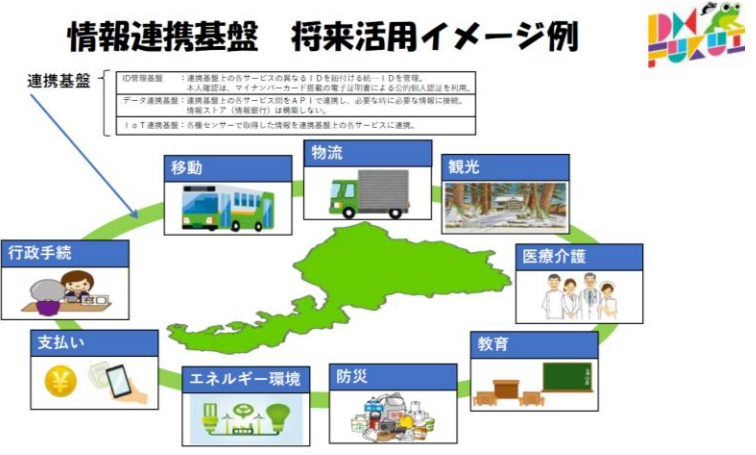 情報連携基盤 将来活用イメージ例
DX
FUKUI
連携基盤
ID管理基盤 :連携基盤上の各サービスの異なるIDを紐付ける統一IDを管理。
本人確認は、マイナンバーカード搭載の電子証明書による公的個人認証を利用。
データ連携基盤:連携基盤上の各サービス間をAPIで連携し、必要な時に必要な情報に接続。
情報ストア(情報銀行)は構築しない。
IoT連携基盤:各種センサーで取得した情報を連携基盤上の各サービスに連携。
移動
物流
観光
行政手続
医療介護
支払い
教育
エネルギー環境
防災